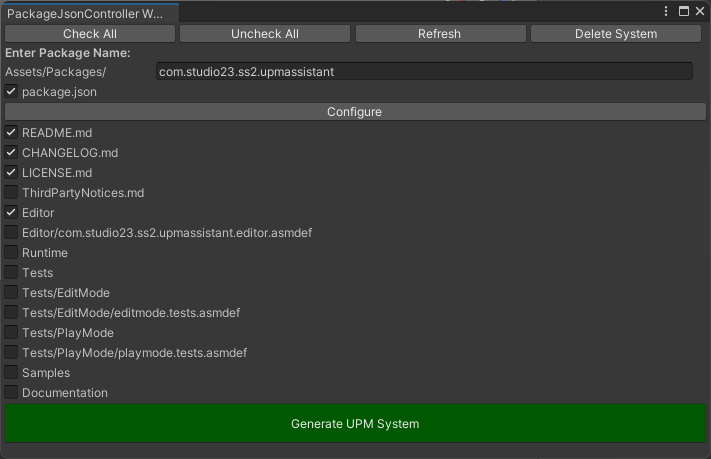 PackageJsonController W...
Check All Uncheck All Refresh Delete System
Enter Package Name:
Assets/Packages/ com.studio23.ss2.upmassistant
package.json
Configure
README.md
CHANGELOG.md
LICENSE.md
ThirdPartyNotices.md
Editor
Editor/com.studio23.ss2.upmassistant.editor.asmdef
Runtime
Tests
Tests/EditMode
Tests/EditMode/editmode.tests.asmdef
Tests/PlayMode
Tests/PlayMode/playmode.tests.asmdef
Samples
Documentation
Generate UPM System